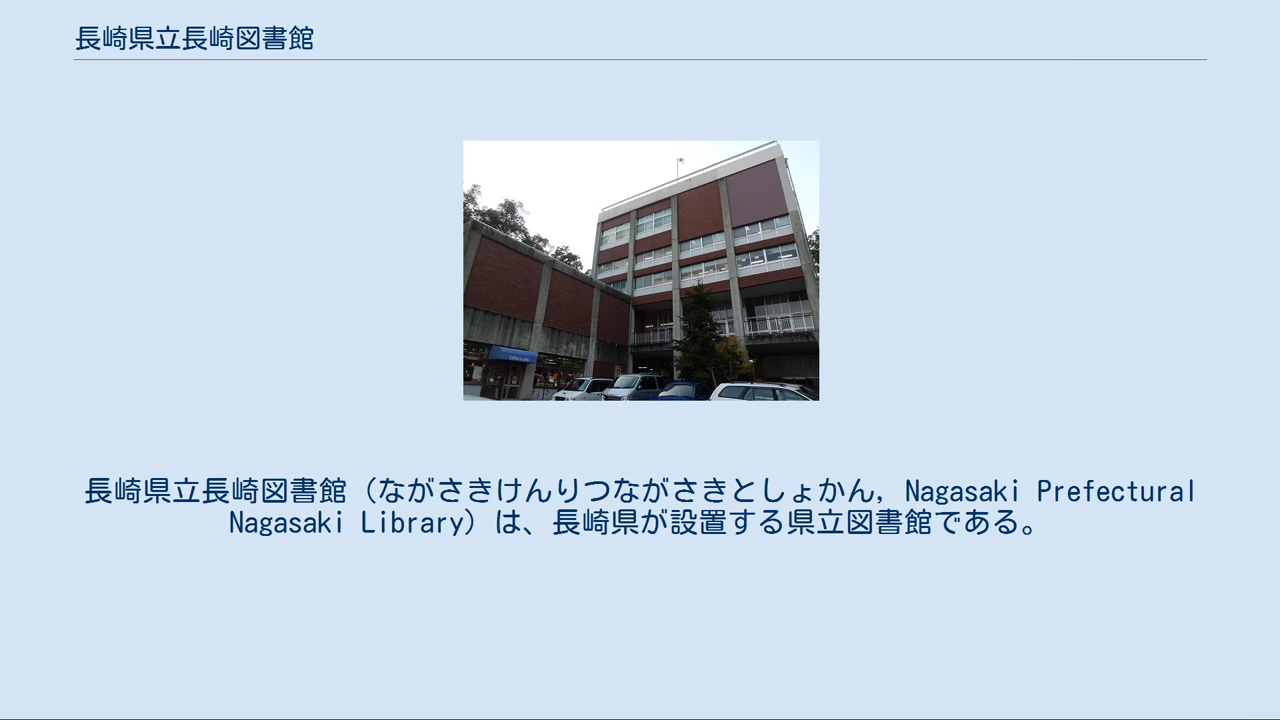 長崎県立長崎図書館
長崎県立長崎図書館（ながさきけんりつながさきとしょかん, Nagasaki Prefectural
Nagasaki Library）は、長崎県が設置する県立図書館である。